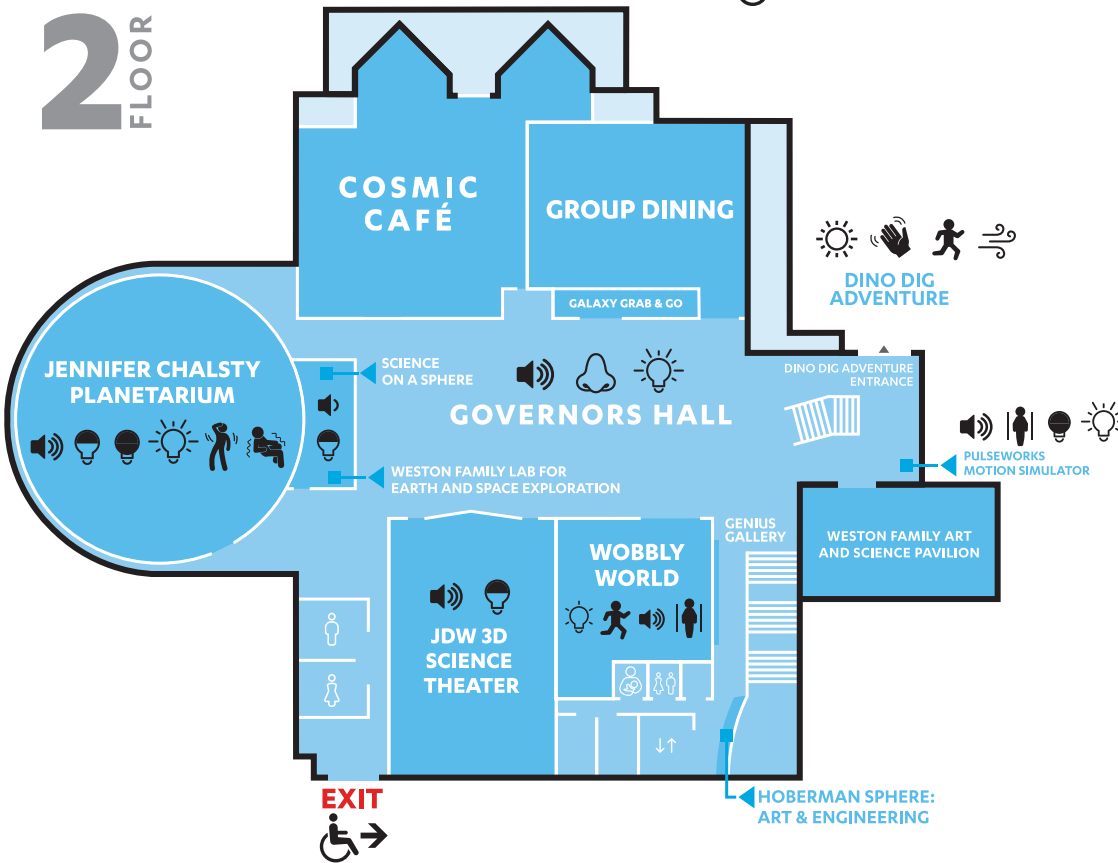 2
FLOOR
COSMIC
CAFÉ
GROUP DINING
GALAXY GRAB & GO
DINO DIG
ADVENTURE
JENNIFER CHALSTY
PLANETARIUM
SCIENCE
ON A SPHERE
GOVERNORS HALL
DINO DIG ADVENTURE
ENTRANCE
WESTON FAMILY LAB FOR
EARTH AND SPACE EXPLORATION
PULSEWORKS
MOTION SIMULATOR
GENIUS
GALLERY
WESTON FAMILY ART
AND SCIENCE PAVILION
WOBBLY
WORLD
JDW 3D
SCIENCE
THEATER
EXIT
HOBERMAN SPHERE:
ART & ENGINEERING